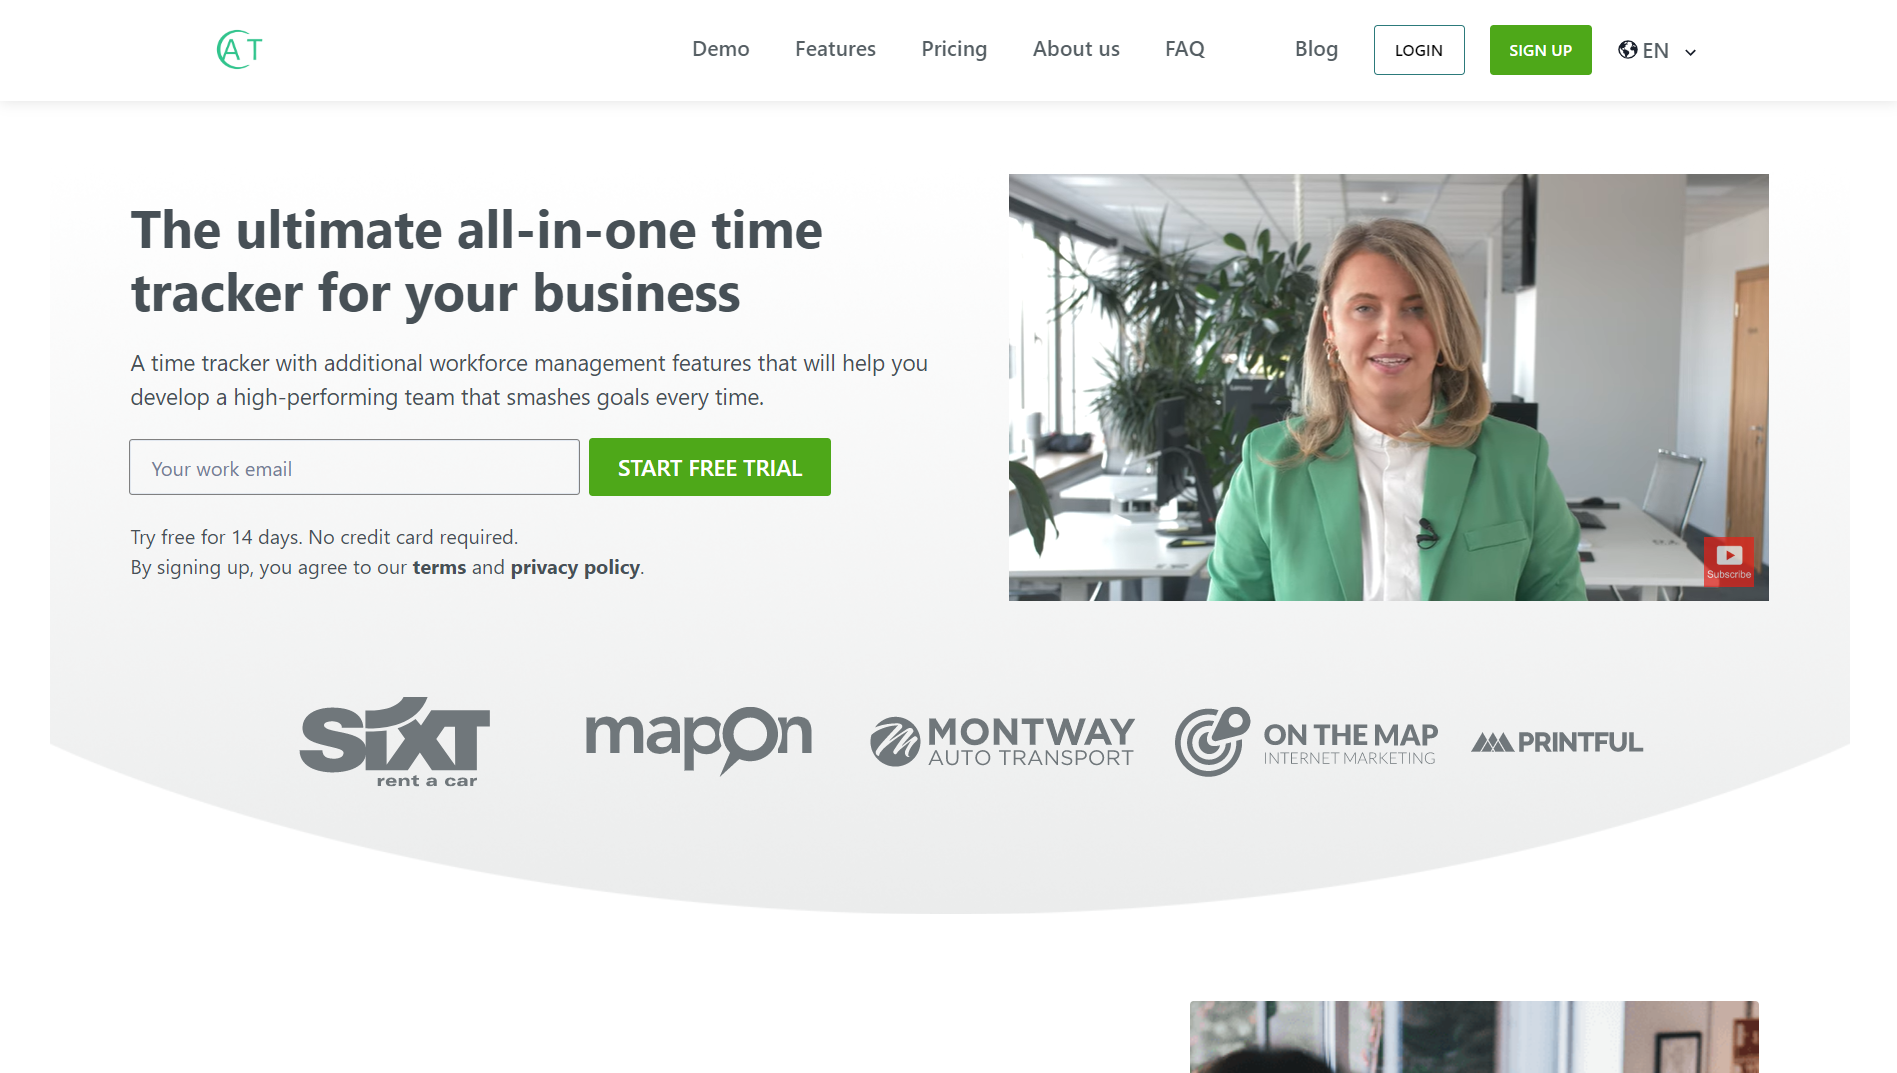 AT
Demo Features Pricing About us FAQ Blog LOGIN SIGN UP EN
The ultimate all-in-one time
tracker for your business
A time tracker with additional workforce management features that will help you
develop a high-performing team that smashes goals every time.
Your work email START FREE TRIAL
Try free for 14 days. No credit card required.
By signing up, you agree to our terms and privacy policy.
Subscribe
SiXT
rent a car
mapon
MONTWAY
AUTO TRANSPORT
ON THE MAP
INTERNET MARKETING
PRINTFUL